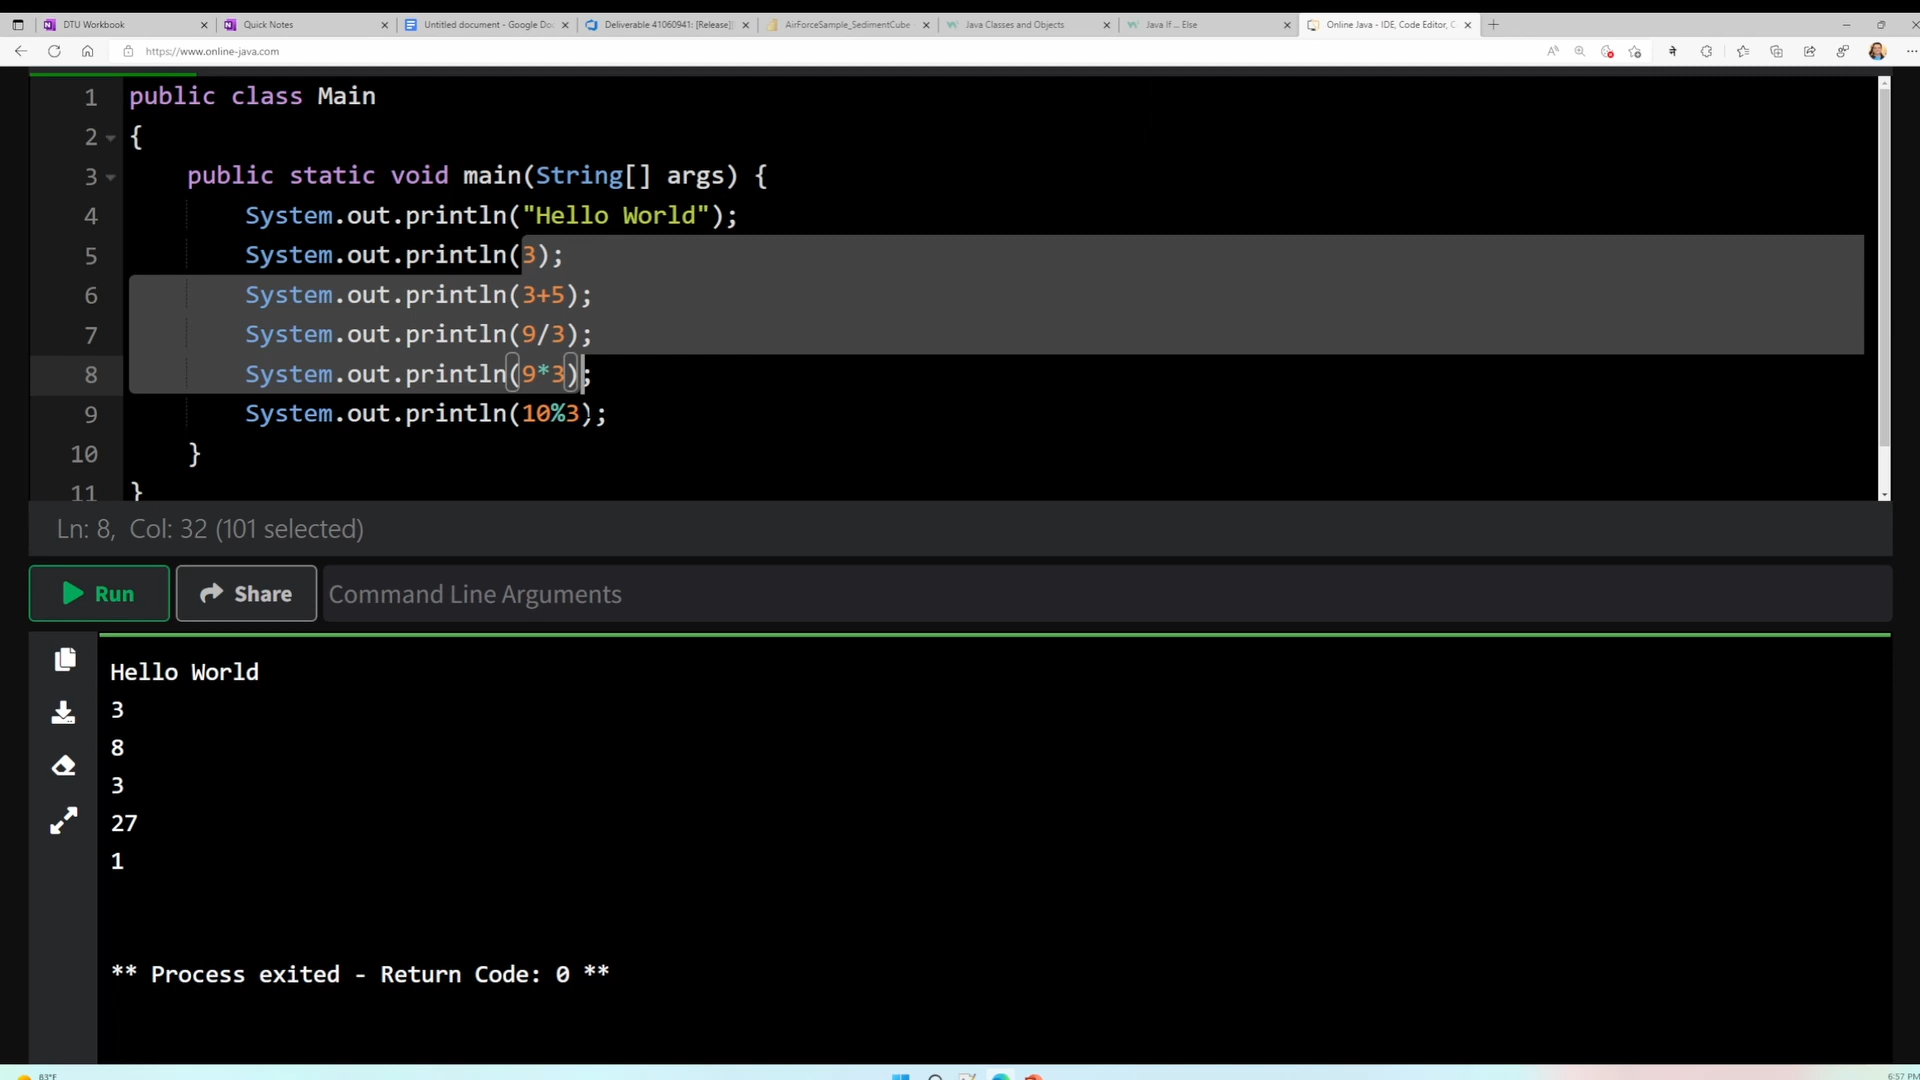 DTU Workbook
Quick Notes
Untitled document - Google Do
Deliverable 41060941: [Release]
AirForceSample_SedimentCube
Java Classes and Objects
Java If ... Else
Online Java - IDE, Code Editor, C
https://www.online-java.com
1 public class Main
2 {
3 public static void main(String[] args) {
4 System.out.println("Hello World");
5 System.out.println(3);
6 System.out.println(3+5);
7 System.out.println(9/3);
8 System.out.println(9*3);
9 System.out.println(10%3);
10 }
11 }
Ln: 8, Col: 32 (101 selected)
Run
Share
Command Line Arguments
Hello World
3
8
3
27
1
** Process exited - Return Code: 0 **
83°F
6:57 PM